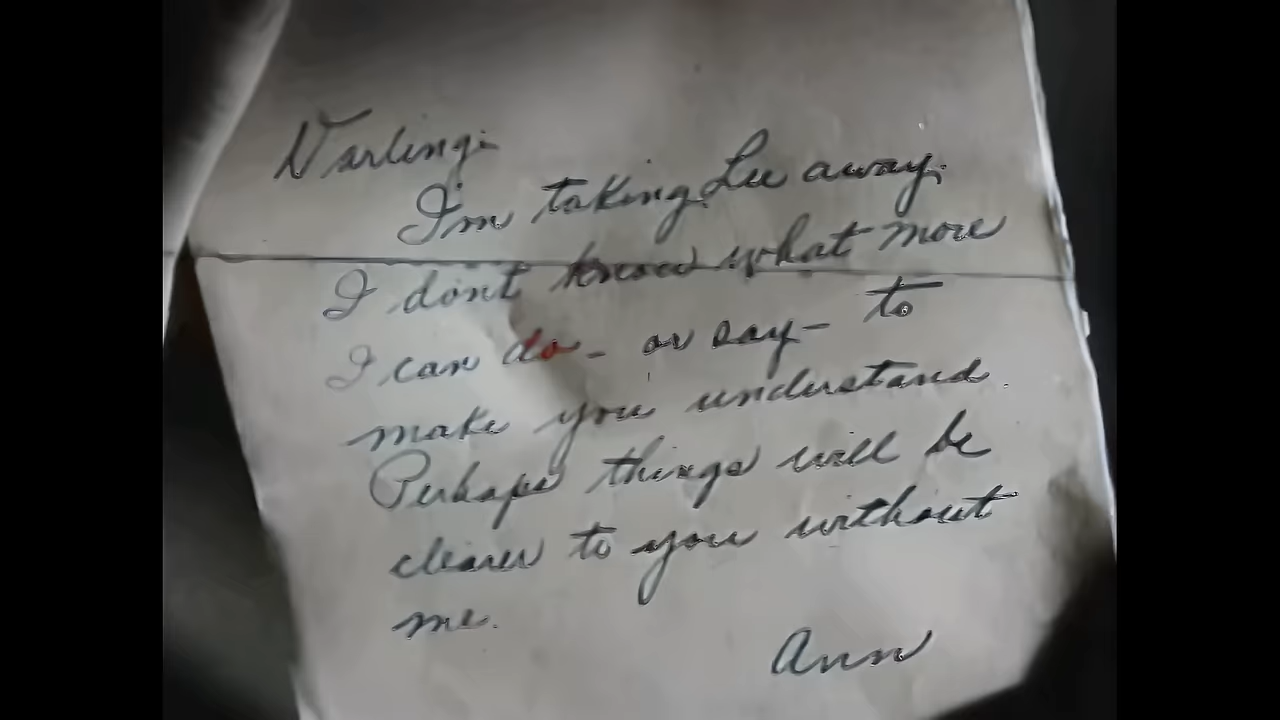 Darling:
I'm taking Lee away.
I don't know what more
I can do - or say - to
make you understand.
Perhaps things will be
clearer to you without
me.
Ann